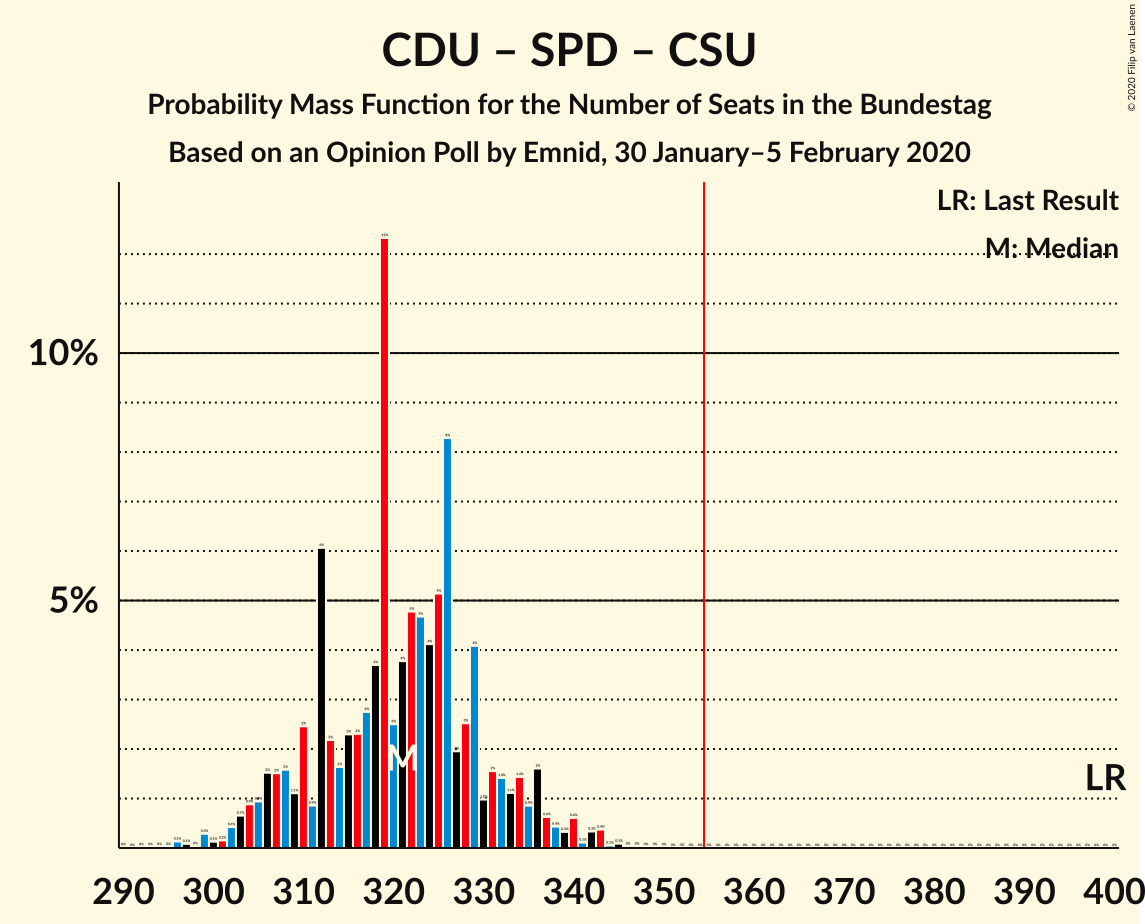 CDU – SPD – CSU
Probability Mass Function for the Number of Seats in the Bundestag
Based on an Opinion Poll by Emnid, 30 January–5 February 2020
© 2020 Filip van Laenen
LR: Last Result
M: Median
10%
5%
M
LR
290 300 310 320 330 340 350 360 370 380 390 400